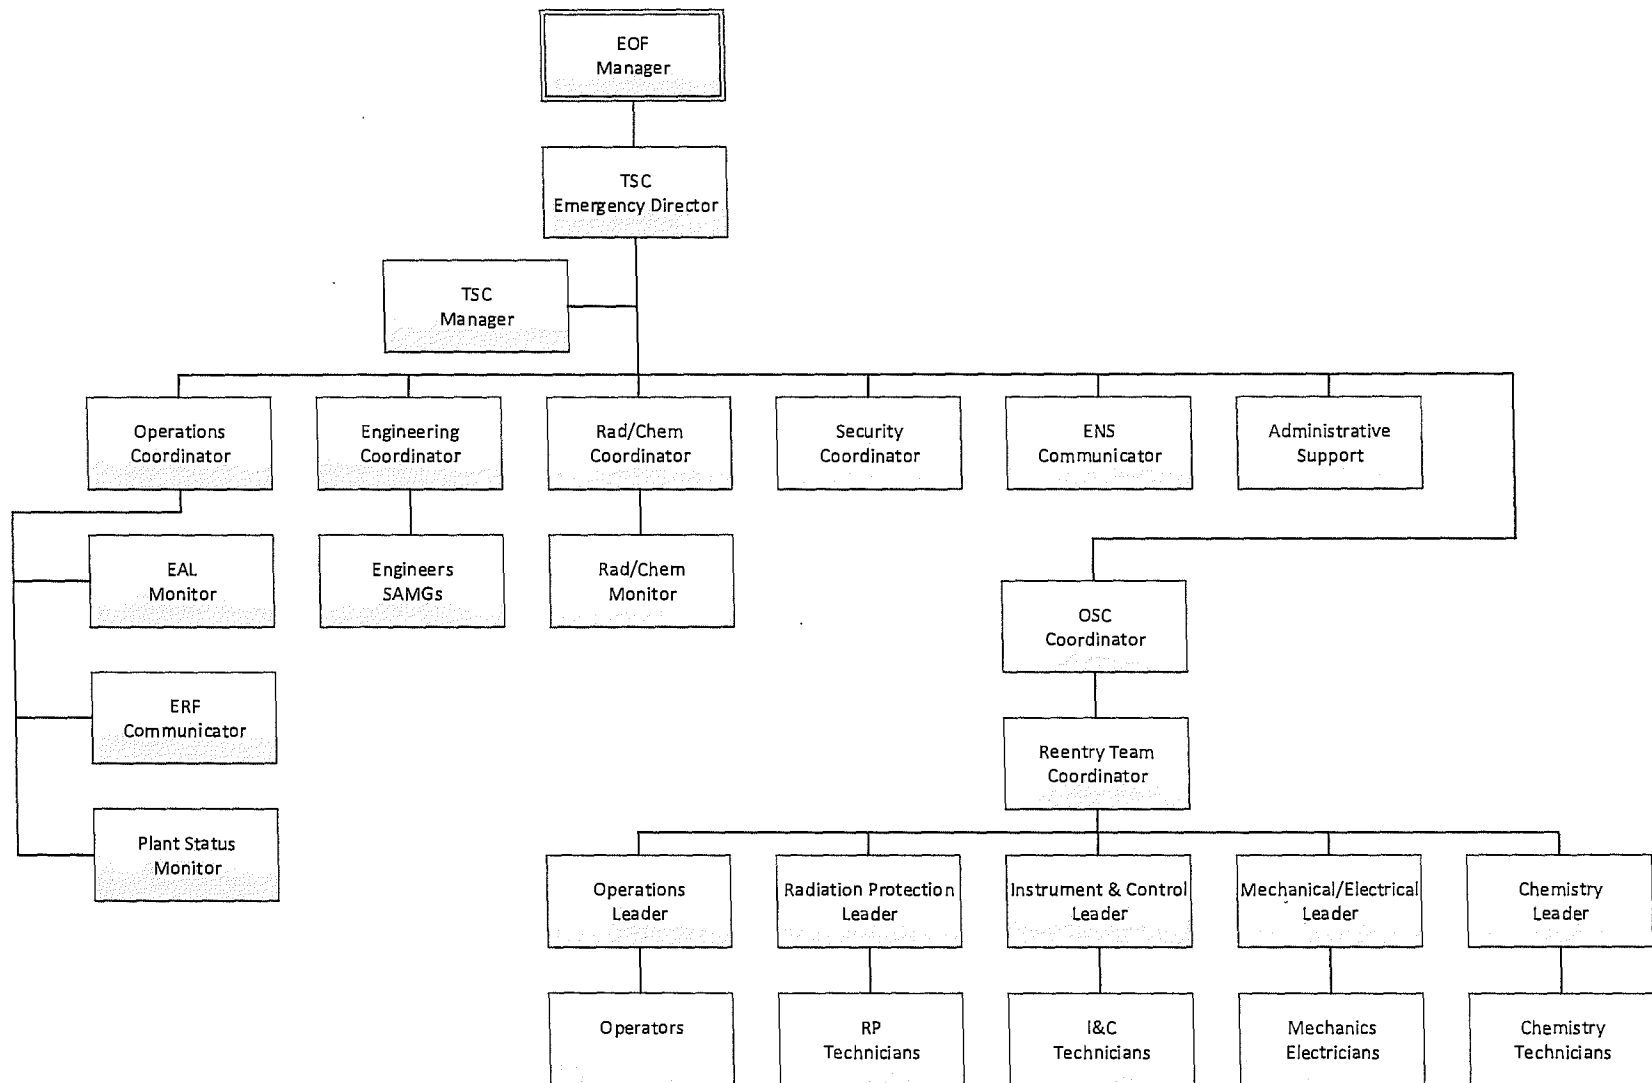 EOF
Manager
TSC
Emergency Director
TSC
Manager
Operations
Coordinator
Engineering
Coordinator
Rad/Chem
Coordinator
Security
Coordinator
ENS
Communicator
Administrative
Support
EAL
Monitor
Engineers
SAMGs
Rad/Chem
Monitor
OSC
Coordinator
ERF
Communicator
Reentry Team
Coordinator
Plant Status
Monitor
Operations
Leader
Radiation Protection
Leader
Instrument & Control
Leader
Mechanical/Electrical
Leader
Chemistry
Leader
Operators
RP
Technicians
I&C
Technicians
Mechanics
Electricians
Chemistry
Technicians